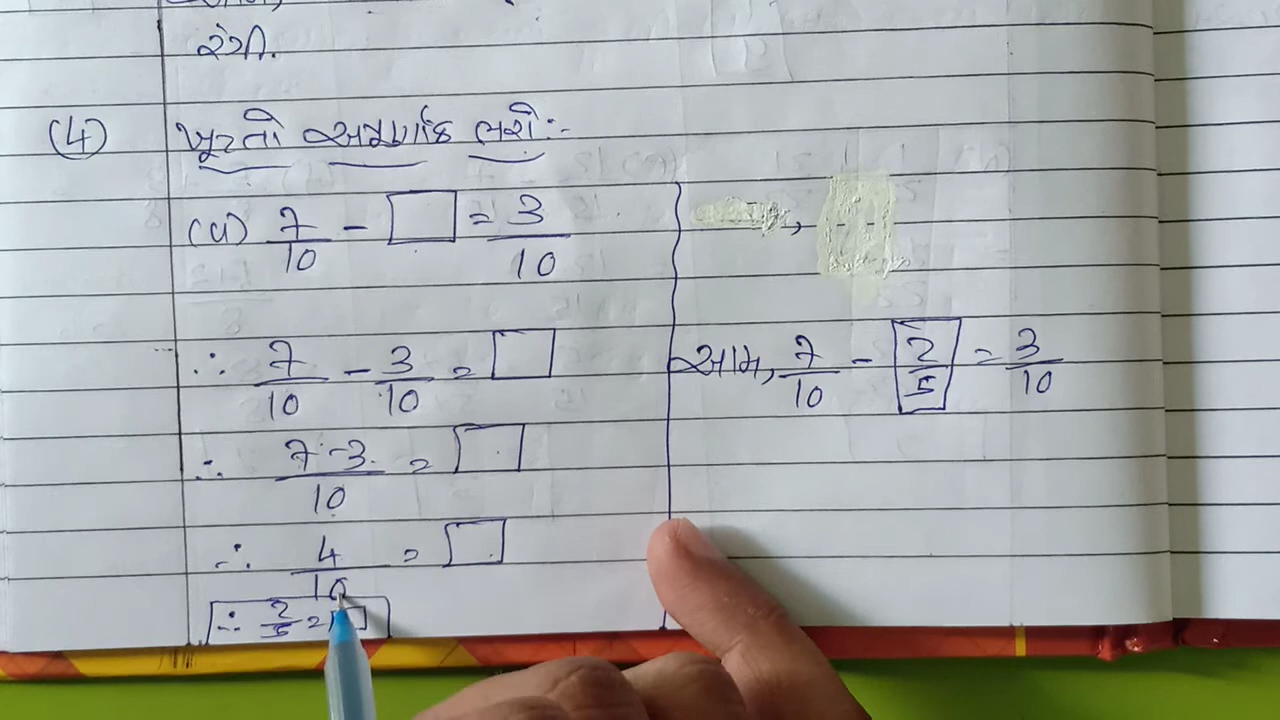 રંગ.
(4) ખૂટતો અપૂર્ણાંક ભરો :-
(a) 7/10 - □ = 3/10
∴ 7/10 - 3/10 = □
∴ 7-3/10 = □
∴ 4/10 = □
∴ 2/5 = □
આમ, 7/10 - 2/5 = 3/10